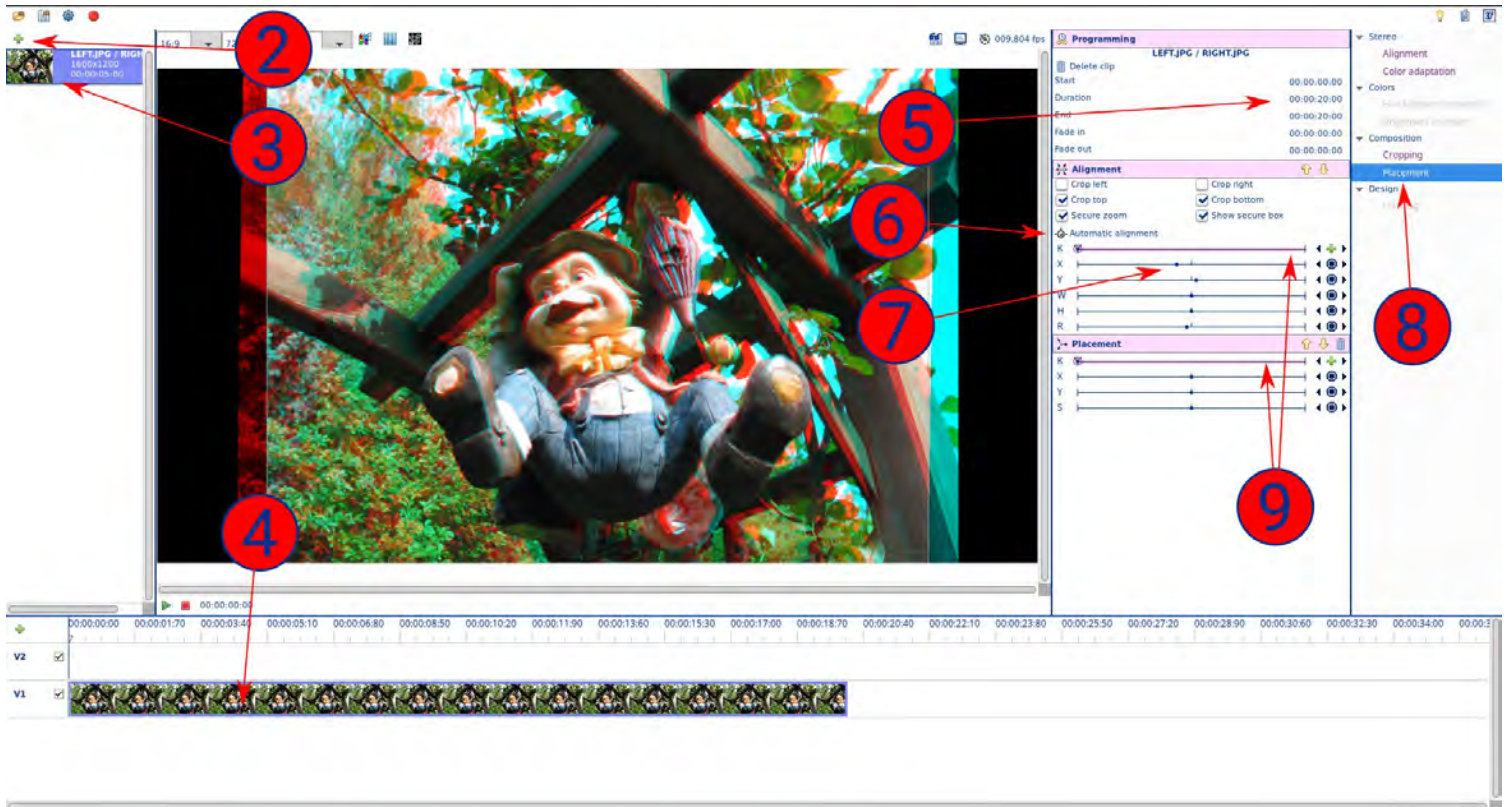 16:9
72
009.804 fps
37
LEFT.JPG / RIGH
1600x1200
00:00:05:00
2
3
4
00:00:00:00
Programming
LEFT.JPG / RIGHT.JPG
Delete clip
Start 00:00:00:00
Duration 00:00:20:00
End 00:00:20:00
Fade in 00:00:00:00
Fade out 00:00:00:00
5
Alignment
Crop left Crop right
Crop top Crop bottom
Secure zoom Show secure box
Automatic alignment
6
K
X
Y
W
H
R
7
Placement
K
X
Y
S
9
Stereo
Alignment
Color adaptation
Colors
Composition
Cropping
Placement
Design
8
00:00:00:00 00:00:01:70 00:00:03:40 00:00:05:10 00:00:06:80 00:00:08:50 00:00:10:20 00:00:11:90 00:00:13:60 00:00:15:30 00:00:17:00 00:00:18:70 00:00:20:40 00:00:22:10 00:00:23:80 00:00:25:50 00:00:27:20 00:00:28:90 00:00:30:60 00:00:32:30 00:00:34:00
V2
V1